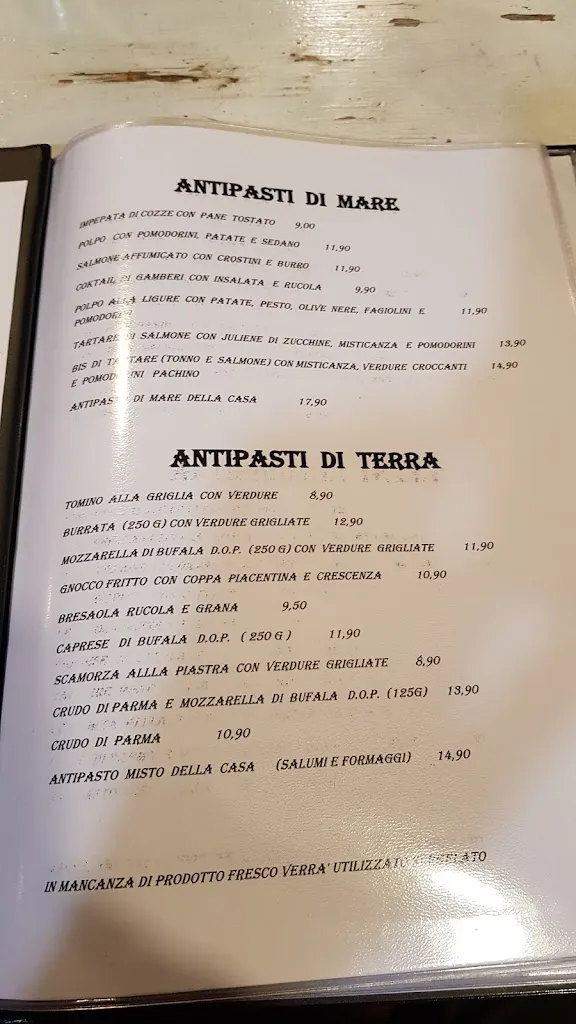 ANTIPASTI DI MARE
IMPEPATA DI COZZE CON PANE TOSTATO 9,00
POLPO CON POMODORINI, PATATE E SEDANO 11,90
SALMONE AFFUMICATO CON CROSTINI E BURRO 11,90
COKTAIL DI GAMBERI CON INSALATA E RUCOLA 9,90
POLPO ALLA LIGURE CON PATATE, PESTO, OLIVE NERE, FAGIOLINI E 11,90
POMODORINI
TARTARE DI SALMONE CON JULIENE DI ZUCCHINE, MISTICANZA E POMODORINI 13,90
BIS DI TARTARE (TONNO E SALMONE) CON MISTICANZA, VERDURE CROCCANTI 14,90
E POMODORINI PACHINO
ANTIPASTI DI MARE DELLA CASA 17,90
ANTIPASTI DI TERRA
TOMINO ALLA GRIGLIA CON VERDURE 8,90
BURRATA (250 G) CON VERDURE GRIGLIATE 12,90
MOZZARELLA DI BUFALA D.O.P. (250 G) CON VERDURE GRIGLIATE 11,90
GNOCCO FRITTO CON COPPA PIACENTINA E CRESCENZA 10,90
BRESAOLA RUCOLA E GRANA 9,50
CAPRESE DI BUFALA D.O.P. (250 G) 11,90
SCAMORZA ALLLA PIASTRA CON VERDURE GRIGLIATE 8,90
CRUDO DI PARMA E MOZZARELLA DI BUFALA D.O.P. (125G) 13,90
CRUDO DI PARMA 10,90
ANTIPASTO MISTO DELLA CASA (SALUMI E FORMAGGI) 14,90
IN MANCANZA DI PRODOTTO FRESCO VERRA' UTILIZZATO